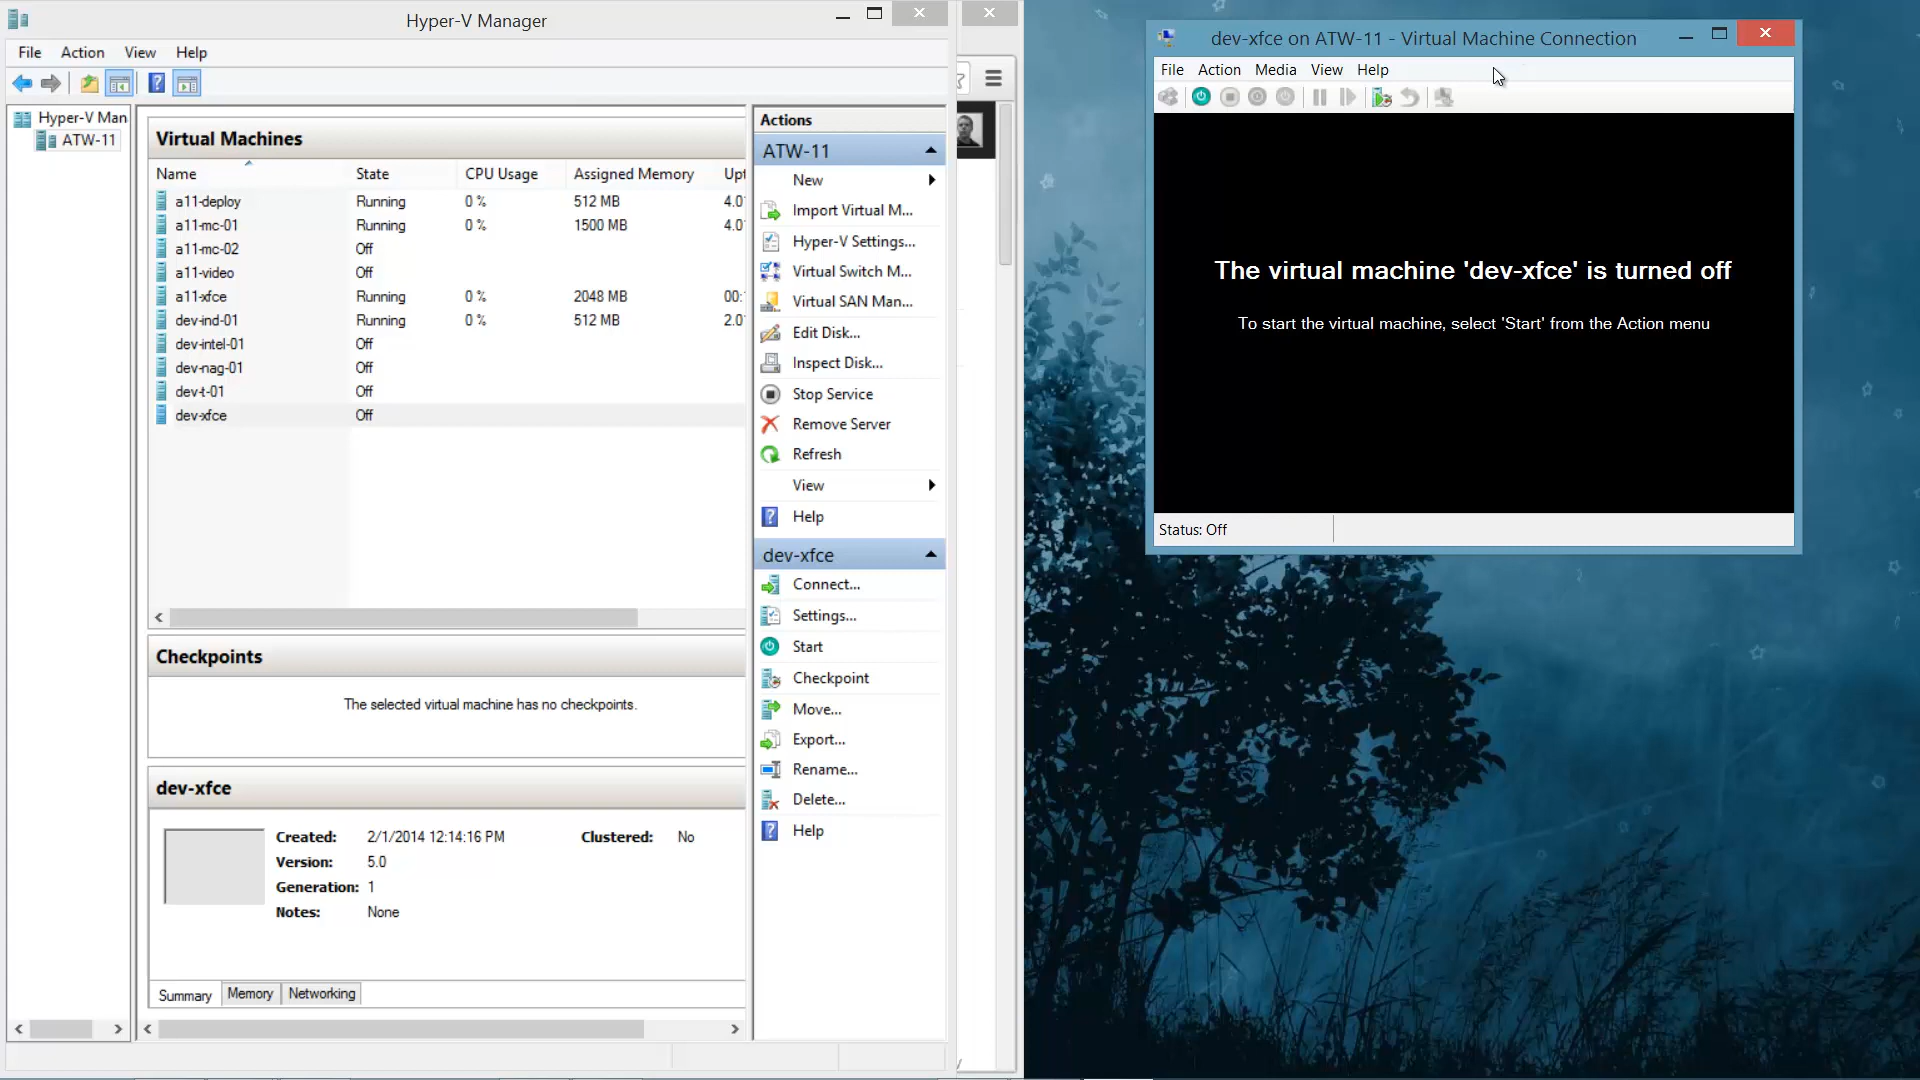 Hyper-V Manager
File Action View Help
Hyper-V Man
ATW-11
Virtual Machines
Name State CPU Usage Assigned Memory Upt
a11-deploy Running 0 % 512 MB 4.0
a11-mc-01 Running 0 % 1500 MB 4.0
a11-mc-02 Off
a11-video Off
a11-xfce Running 0 % 2048 MB 00:
dev-ind-01 Running 0 % 512 MB 2.0
dev-intel-01 Off
dev-nag-01 Off
dev-t-01 Off
dev-xfce Off
Checkpoints
The selected virtual machine has no checkpoints.
dev-xfce
Created: 2/1/2014 12:14:16 PM Clustered: No
Version: 5.0
Generation: 1
Notes: None
Summary Memory Networking
Actions
ATW-11
New
Import Virtual M...
Hyper-V Settings...
Virtual Switch M...
Virtual SAN Man...
Edit Disk...
Inspect Disk...
Stop Service
Remove Server
Refresh
View
Help
dev-xfce
Connect...
Settings...
Start
Checkpoint
Move...
Export...
Rename...
Delete...
Help
dev-xfce on ATW-11 - Virtual Machine Connection
File Action Media View Help
The virtual machine 'dev-xfce' is turned off
To start the virtual machine, select 'Start' from the Action menu
Status: Off